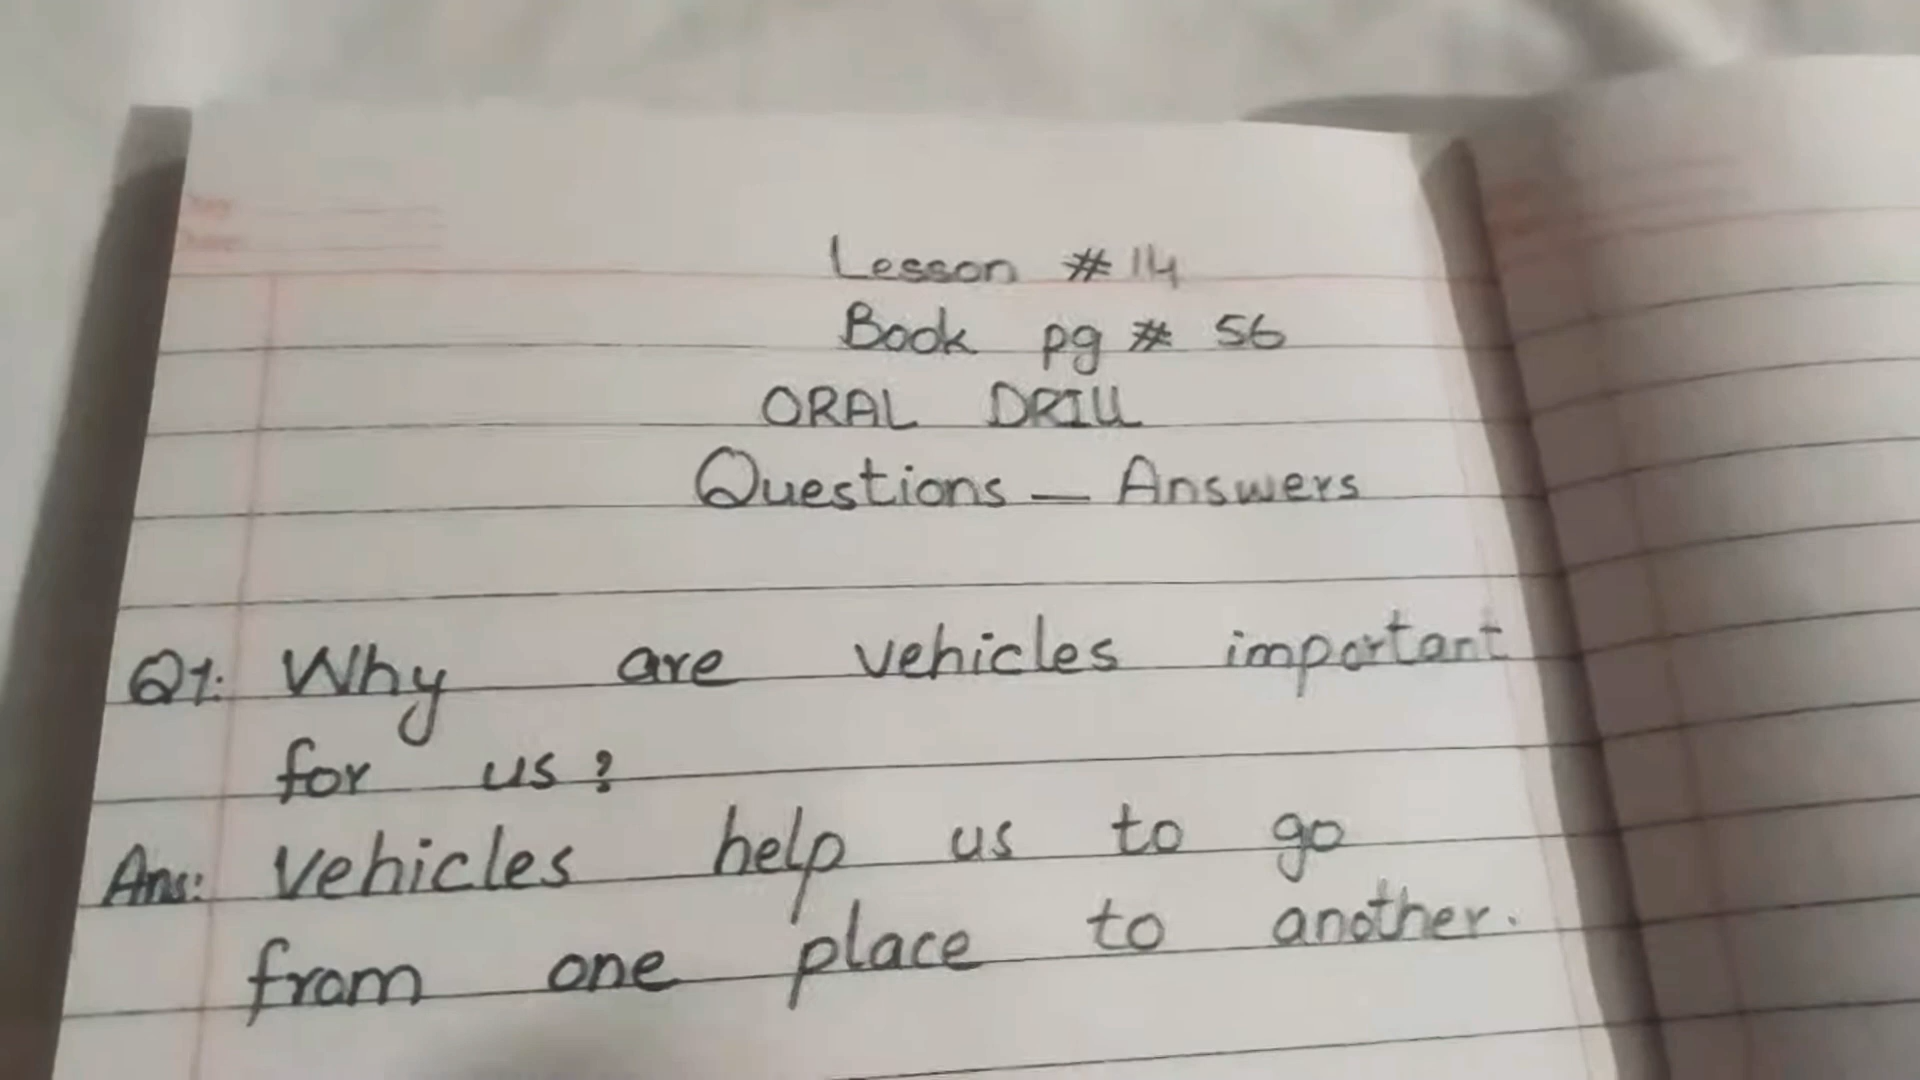 Lesson # 14
Book pg # 56
ORAL DRILL
Questions — Answers
Q1: Why are vehicles important
for us?
Ans: Vehicles help us to go
from one place to another.